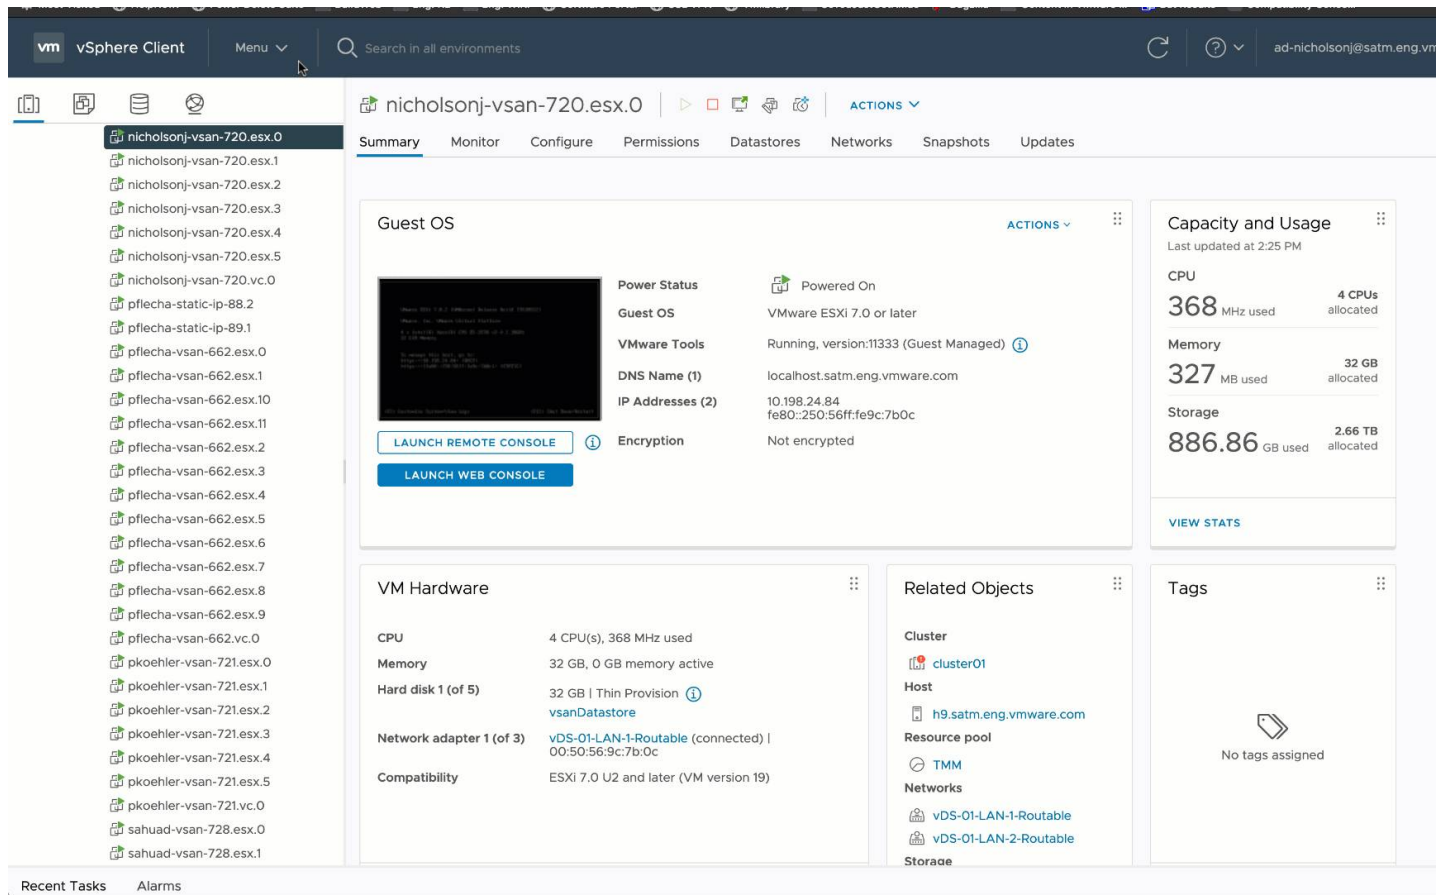 vm vSphere Client Menu Search in all environments ad-nicholsonj@satm.eng.vm
nicholsonj-vsan-720.esx.0
nicholsonj-vsan-720.esx.1
nicholsonj-vsan-720.esx.2
nicholsonj-vsan-720.esx.3
nicholsonj-vsan-720.esx.4
nicholsonj-vsan-720.esx.5
nicholsonj-vsan-720.vc.0
pflecha-static-ip-88.2
pflecha-static-ip-89.1
pflecha-vsan-662.esx.0
pflecha-vsan-662.esx.1
pflecha-vsan-662.esx.10
pflecha-vsan-662.esx.11
pflecha-vsan-662.esx.2
pflecha-vsan-662.esx.3
pflecha-vsan-662.esx.4
pflecha-vsan-662.esx.5
pflecha-vsan-662.esx.6
pflecha-vsan-662.esx.7
pflecha-vsan-662.esx.8
pflecha-vsan-662.esx.9
pflecha-vsan-662.vc.0
pkoehler-vsan-721.esx.0
pkoehler-vsan-721.esx.1
pkoehler-vsan-721.esx.2
pkoehler-vsan-721.esx.3
pkoehler-vsan-721.esx.4
pkoehler-vsan-721.esx.5
pkoehler-vsan-721.vc.0
sahuad-vsan-728.esx.0
sahuad-vsan-728.esx.1
nicholsonj-vsan-720.esx.0 ACTIONS
Summary Monitor Configure Permissions Datastores Networks Snapshots Updates
Guest OS ACTIONS
Power Status Powered On
Guest OS VMware ESXi 7.0 or later
VMware Tools Running, version:11333 (Guest Managed)
DNS Name (1) localhost.satm.eng.vmware.com
IP Addresses (2) 10.198.24.84
fe80::250:56ff:fe9c:7b0c
Encryption Not encrypted
LAUNCH REMOTE CONSOLE
LAUNCH WEB CONSOLE
Capacity and Usage
Last updated at 2:25 PM
CPU
368 MHz used 4 CPUs allocated
Memory
327 MB used 32 GB allocated
Storage
886.86 GB used 2.66 TB allocated
VIEW STATS
VM Hardware
CPU 4 CPU(s), 368 MHz used
Memory 32 GB, 0 GB memory active
Hard disk 1 (of 5) 32 GB | Thin Provision
vsanDatastore
Network adapter 1 (of 3) vDS-01-LAN-1-Routable (connected) |
00:50:56:9c:7b:0c
Compatibility ESXi 7.0 U2 and later (VM version 19)
Related Objects
Cluster
cluster01
Host
h9.satm.eng.vmware.com
Resource pool
TMM
Networks
vDS-01-LAN-1-Routable
vDS-01-LAN-2-Routable
Storage
Tags
No tags assigned
Recent Tasks Alarms